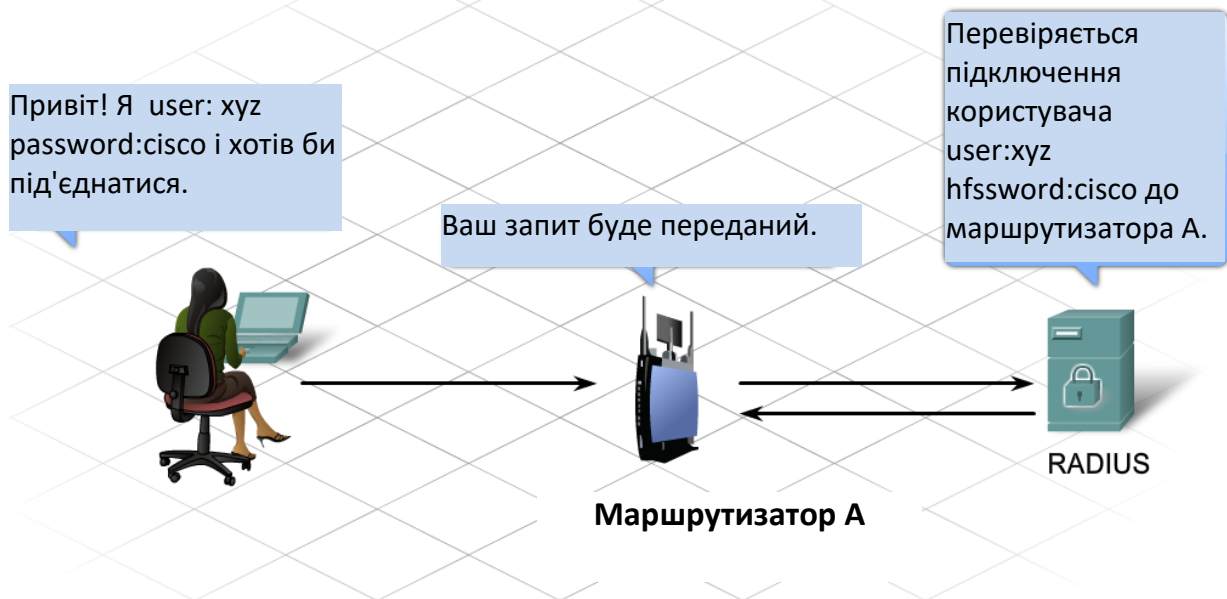 Привіт! Я user: xyz
password:cisco і хотів би
під'єднатися.
Ваш запит буде переданий.
Перевіряється
підключення
користувача
user:xyz
hfssword:cisco до
маршрутизатора А.
RADIUS
Маршрутизатор А